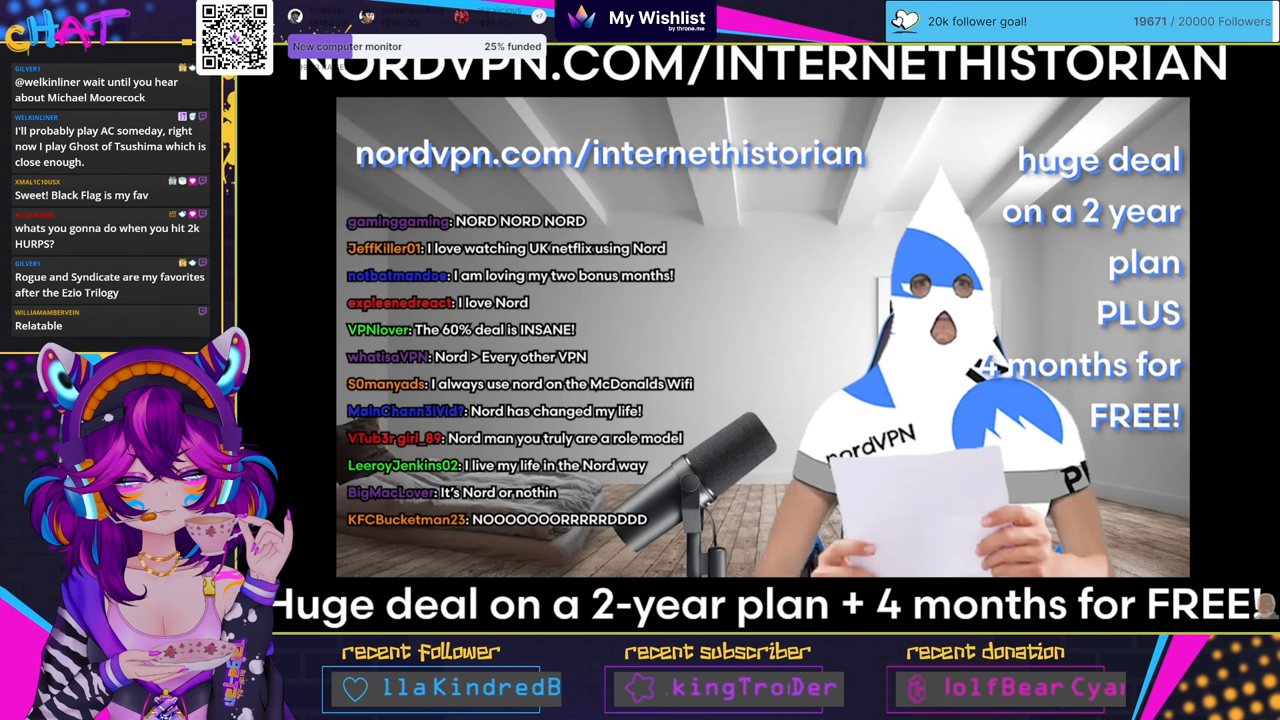 CHAT
GILVER1
@welkinliner wait until you hear
about Michael Moorecock
WELKINLINER
I'll probably play AC someday, right
now I play Ghost of Tsushima which is
close enough.
XMAL1C10USX
Sweet! Black Flag is my fav
whats you gonna do when you hit 2k
HURPS?
GILVER1
Rogue and Syndicate are my favorites
after the Ezio Trilogy
WILLIAMAMBERVEIN
Relatable
+7
New computer monitor
25% funded
My Wishlist
by throne.me
20k follower goal!
19671 / 20000 Followers
NORDVPN.COM/INTERNETHISTORIAN
nordvpn.com/internethistorian
gaminggaming: NORD NORD NORD
JeffKiller01: I love watching UK netflix using Nord
notbatmandoe: I am loving my two bonus months!
expleenedreact: I love Nord
VPNlover: The 60% deal is INSANE!
whatisaVPN: Nord > Every other VPN
S0manyads: I always use nord on the McDonalds Wifi
MainChann3lVid?: Nord has changed my life!
VTub3r girl_89: Nord man you truly are a role model
LeeroyJenkins02: I live my life in the Nord way
BigMacLover: It's Nord or nothin
KFCBucketman23: NOOOOOOORRRRRDDDD
huge deal
on a 2 year
plan
PLUS
4 months for
FREE!
nordVPN
Huge deal on a 2-year plan + 4 months for FREE!
recent follower
llaKindredB
recent subscriber
.kingTro Der
recent donation
lolfBear Cyar